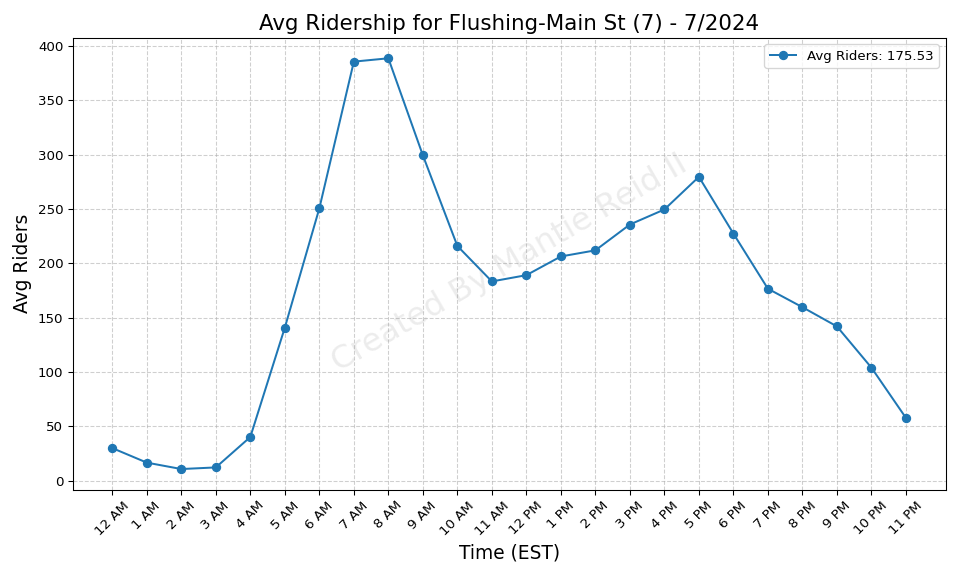 Avg Ridership for Flushing-Main St (7) - 7/2024
Avg Riders: 175.53
400
350
300
250
200
150
100
50
0
Avg Riders
Created By Mantle Reid II
12 AM
1 AM
2 AM
3 AM
4 AM
5 AM
6 AM
7 AM
8 AM
9 AM
10 AM
11 AM
12 PM
1 PM
2 PM
3 PM
4 PM
5 PM
6 PM
7 PM
8 PM
9 PM
10 PM
11 PM
Time (EST)